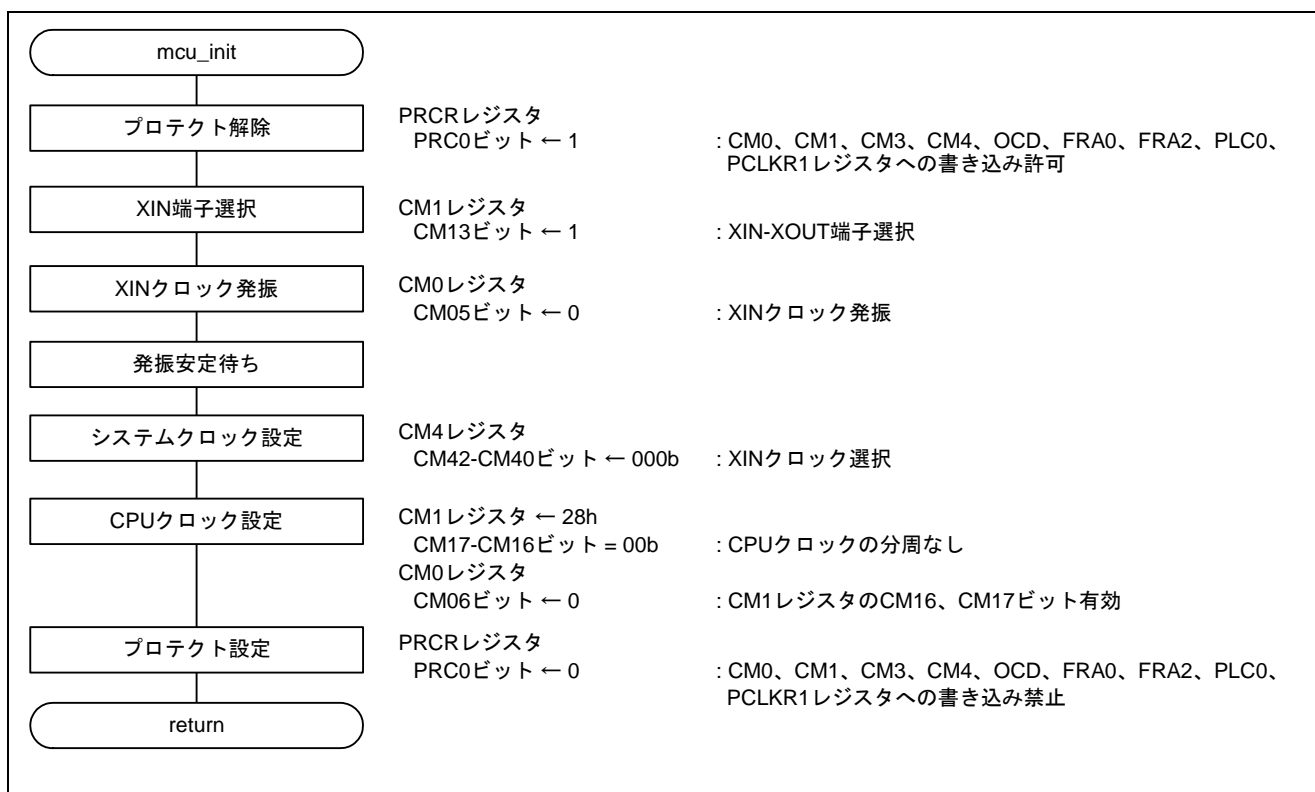 mcu_init
プロテクト解除
PRCRレジスタ
PRC0ビット ← 1 : CM0、CM1、CM3、CM4、OCD、FRA0、FRA2、PLC0、
PCLKR1レジスタへの書き込み許可
XIN端子選択
CM1レジスタ
CM13ビット ← 1 : XIN-XOUT端子選択
XINクロック発振
CM0レジスタ
CM05ビット ← 0 : XINクロック発振
発振安定待ち
システムクロック設定
CM4レジスタ
CM42-CM40ビット ← 000b : XINクロック選択
CPUクロック設定
CM1レジスタ ← 28h
CM17-CM16ビット = 00b : CPUクロックの分周なし
CM0レジスタ
CM06ビット ← 0 : CM1レジスタのCM16、CM17ビット有効
プロテクト設定
PRCRレジスタ
PRC0ビット ← 0 : CM0、CM1、CM3、CM4、OCD、FRA0、FRA2、PLC0、
PCLKR1レジスタへの書き込み禁止
return